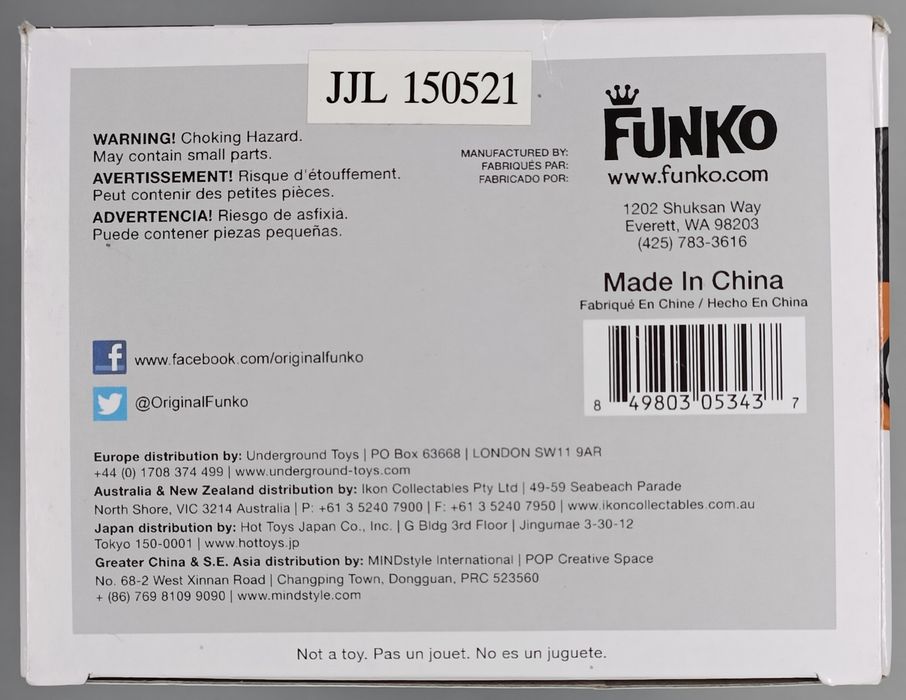 JJL 150521
WARNING! Choking Hazard.
May contain small parts.
AVERTISSEMENT! Risque d'étouffement.
Peut contenir des petites pièces.
ADVERTENCIA! Riesgo de asfixia.
Puede contener piezas pequeñas.
MANUFACTURED BY:
FABRIQUÉS PAR:
FABRICADO POR:
FUNKO
www.funko.com
1202 Shuksan Way
Everett, WA 98203
(425) 783-3616
Made In China
Fabriqué En Chine / Hecho En China
8 49803 05343 7
f www.facebook.com/originalfunko
@OriginalFunko
Europe distribution by: Underground Toys | PO Box 63668 | LONDON SW11 9AR
+44 (0) 1708 374 499 | www.underground-toys.com
Australia & New Zealand distribution by: Ikon Collectables Pty Ltd | 49-59 Seabeach Parade
North Shore, VIC 3214 Australia | P: +61 3 5240 7900 | F: +61 3 5240 7950 | www.ikoncollectables.com.au
Japan distribution by: Hot Toys Japan Co., Inc. | G Bldg 3rd Floor | Jingumae 3-30-12
Tokyo 150-0001 | www.hottoys.jp
Greater China & S.E. Asia distribution by: MINDstyle International | POP Creative Space
No. 68-2 West Xinnan Road | Changping Town, Dongguan, PRC 523560
+ (86) 769 8109 9090 | www.mindstyle.com
Not a toy. Pas un jouet. No es un juguete.